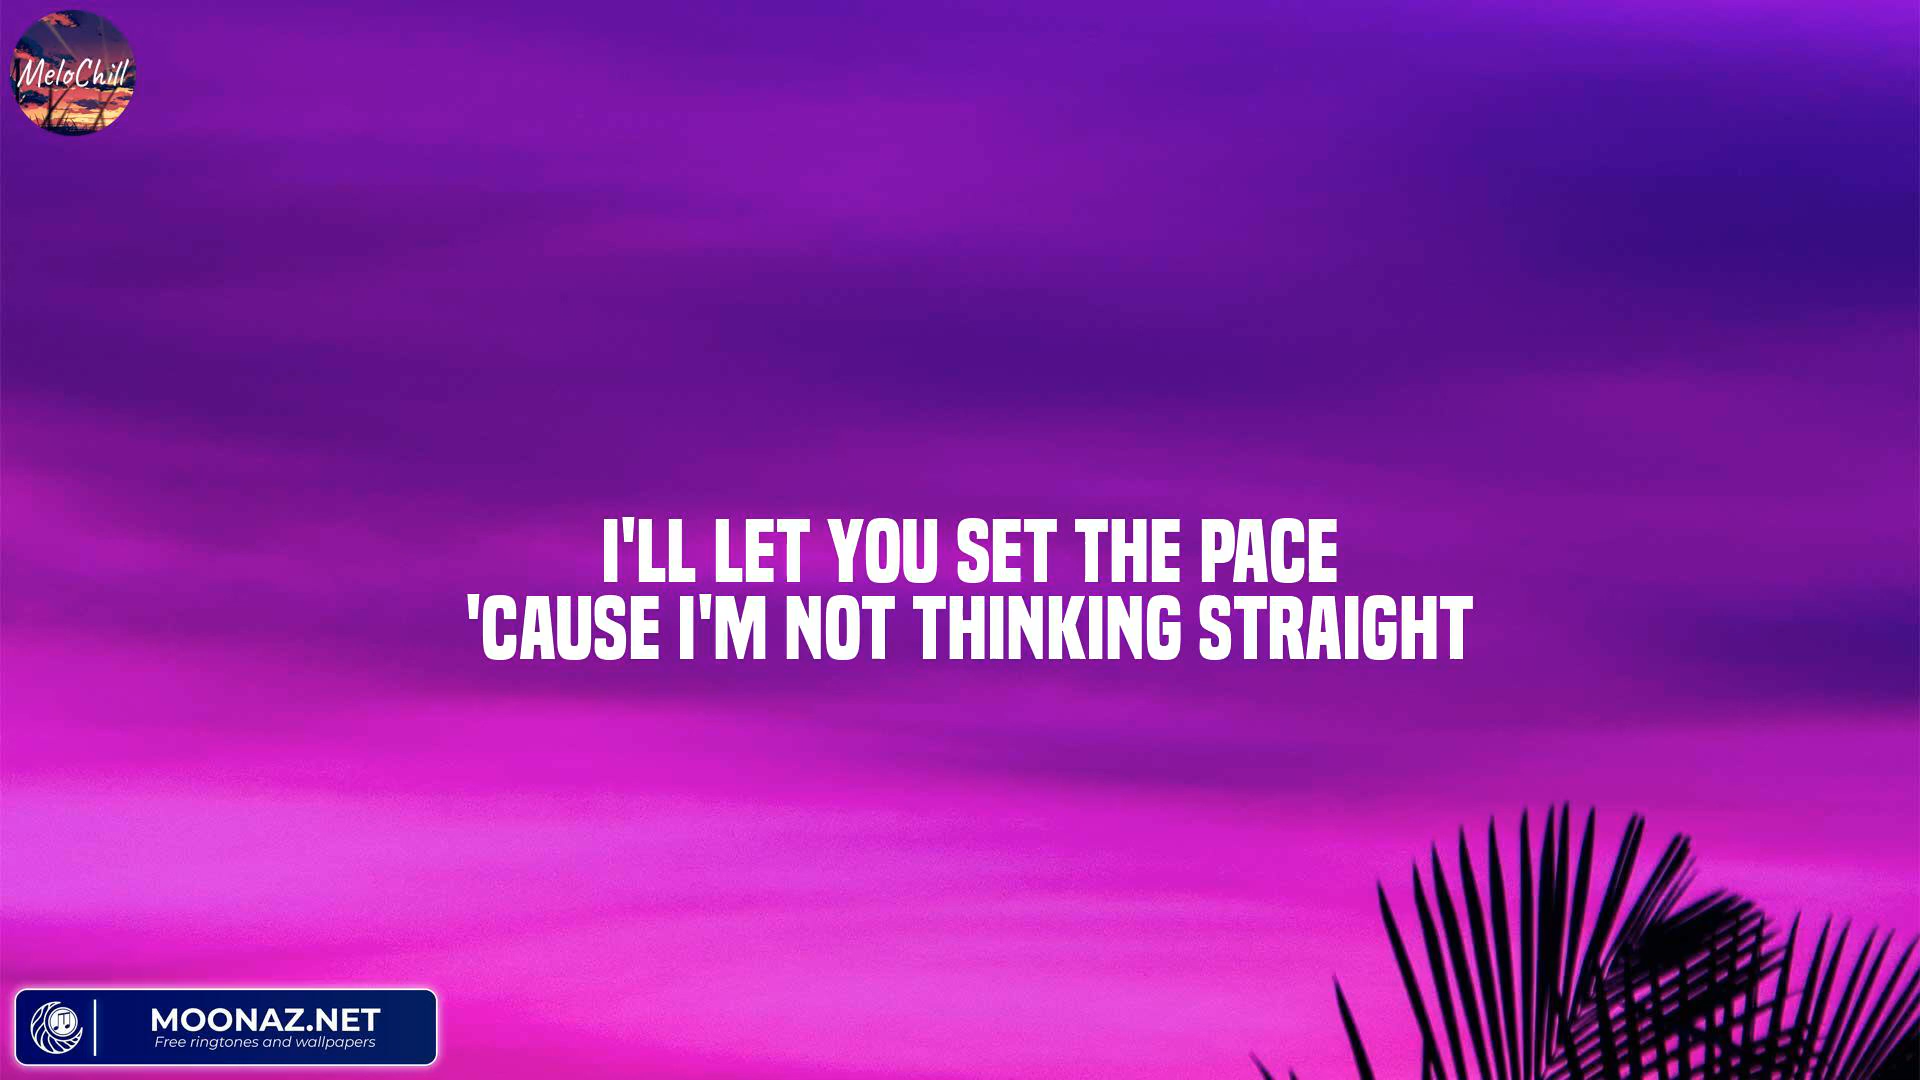 MeloChill
I'LL LET YOU SET THE PACE
'CAUSE I'M NOT THINKING STRAIGHT
MOONAZ.NET
Free ringtones and wallpapers